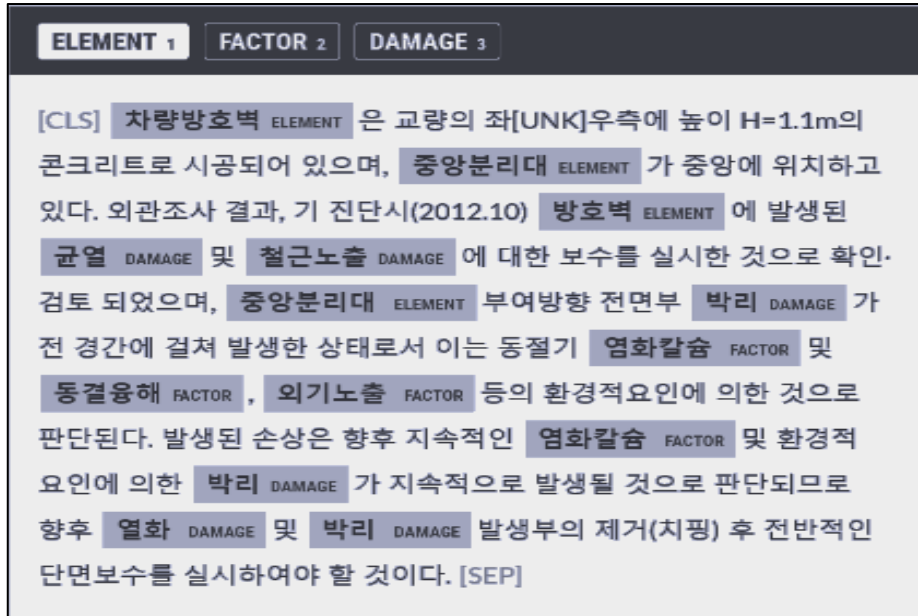 ELEMENT 1 FACTOR 2 DAMAGE 3
[CLS] 차량방호벽 ELEMENT 은 교량의 좌[UNK]우측에 높이 H=1.1m의
콘크리트로 시공되어 있으며, 중앙분리대 ELEMENT 가 중앙에 위치하고
있다. 외관조사 결과, 기 진단시(2012.10) 방호벽 ELEMENT 에 발생된
균열 DAMAGE 및 철근노출 DAMAGE 에 대한 보수를 실시한 것으로 확인·
검토 되었으며, 중앙분리대 ELEMENT 부여방향 전면부 박리 DAMAGE 가
전 경간에 걸쳐 발생한 상태로서 이는 동절기 염화칼슘 FACTOR 및
동결융해 FACTOR , 외기노출 FACTOR 등의 환경적요인에 의한 것으로
판단된다. 발생된 손상은 향후 지속적인 염화칼슘 FACTOR 및 환경적
요인에 의한 박리 DAMAGE 가 지속적으로 발생될 것으로 판단되므로
향후 열화 DAMAGE 및 박리 DAMAGE 발생부의 제거(치핑) 후 전반적인
단면보수를 실시하여야 할 것이다. [SEP]